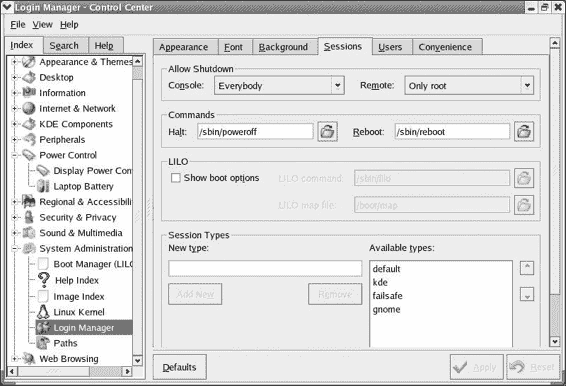 Login Manager - Control Center
File View Help
Index Search Help
Appearance & Themes
Desktop
Information
Internet & Network
KDE Components
Peripherals
Power Control
Display Power Con
Laptop Battery
Regional & Accessibili
Security & Privacy
Sound & Multimedia
System Administration
Boot Manager (LILO
Help Index
Image Index
Linux Kernel
Login Manager
Paths
Web Browsing
Appearance Font Background Sessions Users Convenience
Allow Shutdown
Console: Everybody Remote: Only root
Commands
Halt: /sbin/poweroff Reboot: /sbin/reboot
LILO
Show boot options LILO command: /sbin/lilo
LILO map file: /boot/map
Session Types
New type: Available types:
default
kde
failsafe
gnome
Add New Remove
Defaults Apply Reset